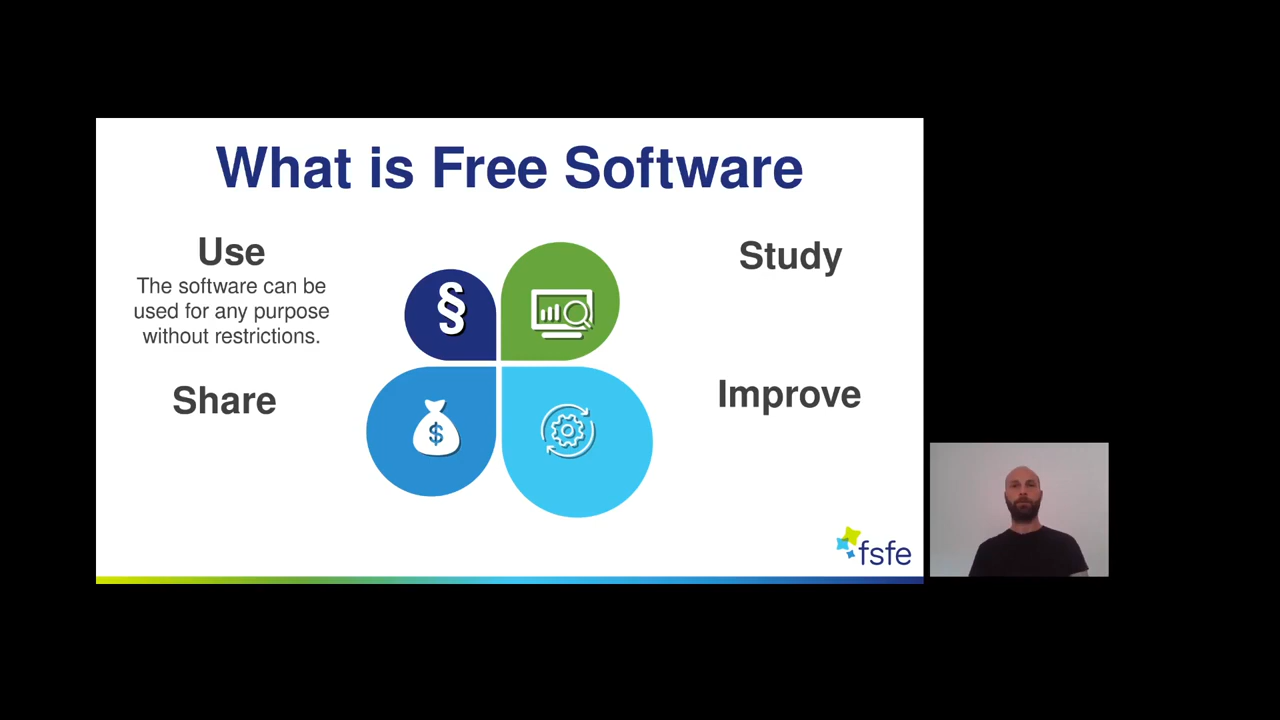 What is Free Software
Use
The software can be
used for any purpose
without restrictions.
Study
Share
Improve
§
$
fsfe